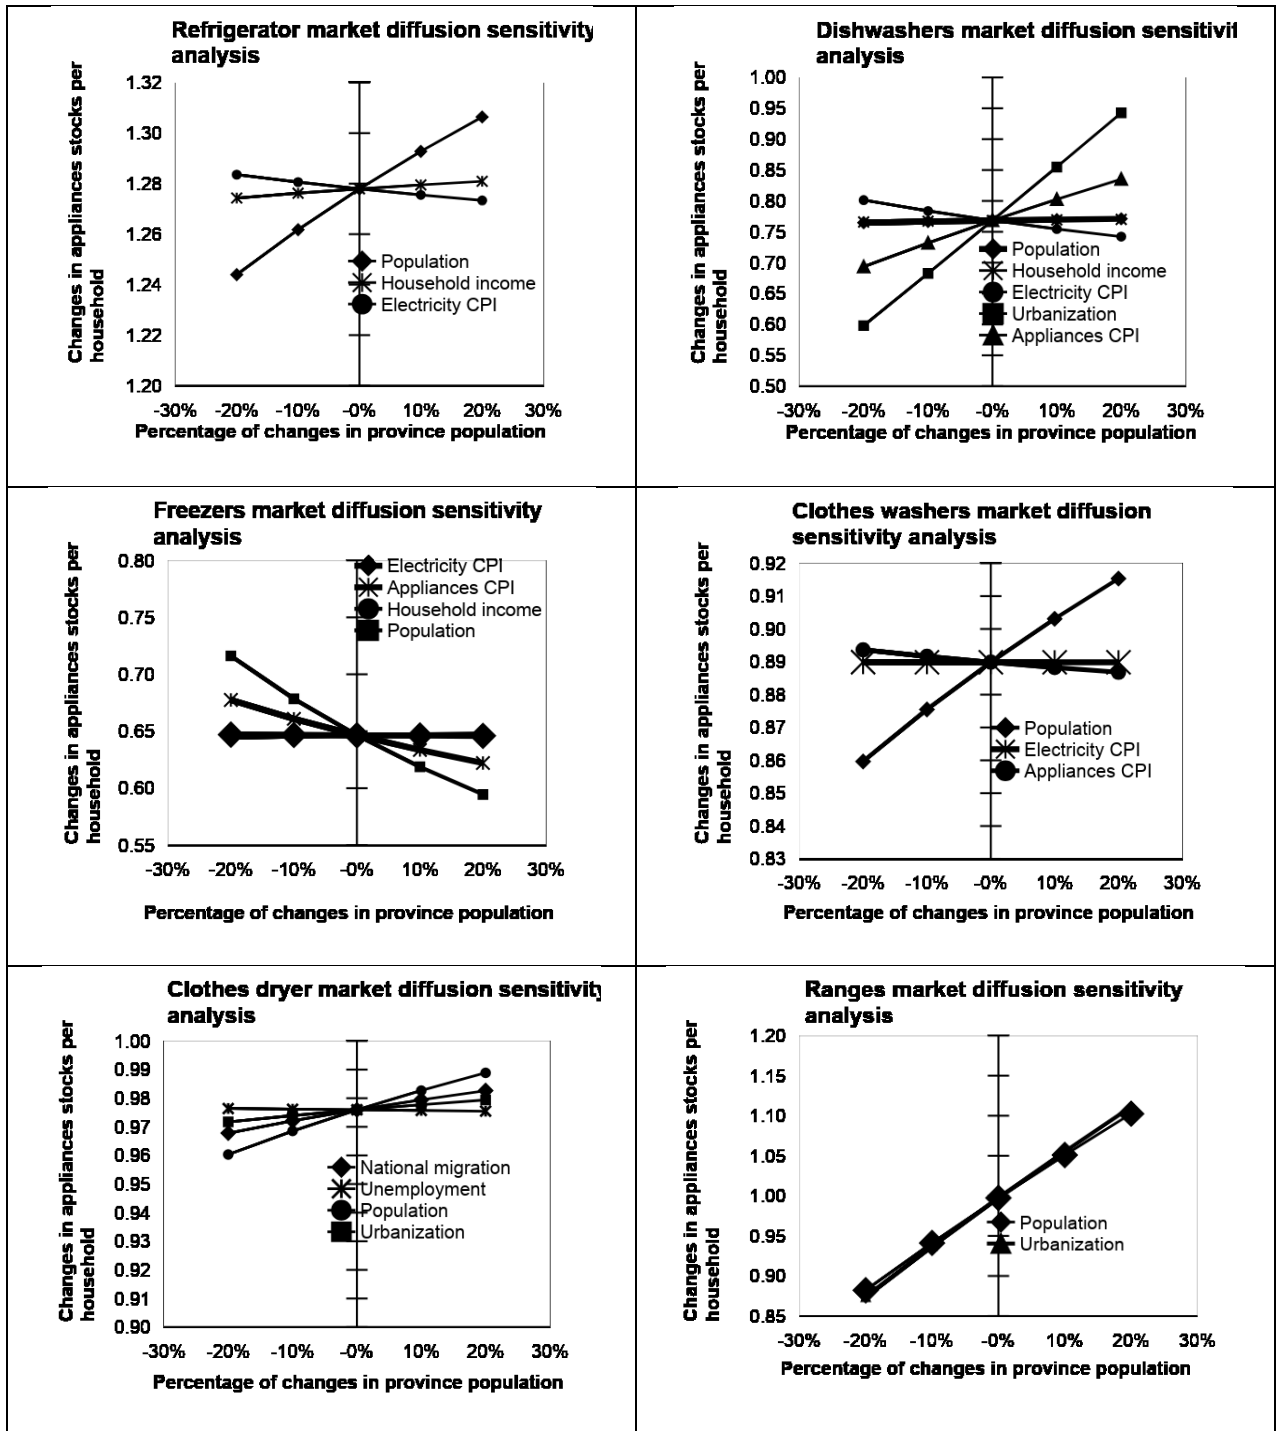 Refrigerator market diffusion sensitivity
analysis
Changes in appliances stocks per
household
1.32
1.30
1.28
1.26
1.24
1.22
1.20
Population
Household income
Electricity CPI
-30% -20% -10% -0% 10% 20% 30%
Percentage of changes in province population
Dishwashers market diffusion sensitivit
analysis
Changes in appliances stocks per
household
1.00
0.95
0.90
0.85
0.80
0.75
0.70
0.65
0.60
0.55
0.50
Population
Household income
Electricity CPI
Urbanization
Appliances CPI
-30% -20% -10% -0% 10% 20% 30%
Percentage of changes in province population
Freezers market diffusion sensitivity
analysis
Changes in appliances stocks per
household
0.80
0.75
0.70
0.65
0.60
0.55
Electricity CPI
Appliances CPI
Household income
Population
-30% -20% -10% -0% 10% 20% 30%
Percentage of changes in province population
Clothes washers market diffusion
sensitivity analysis
Changes in appliances stocks per
household
0.92
0.91
0.90
0.89
0.88
0.87
0.86
0.85
0.84
0.83
Population
Electricity CPI
Appliances CPI
-30% -20% -10% -0% 10% 20% 30%
Percentage of changes in province population
Clothes dryer market diffusion sensitivity
analysis
Changes in appliances stocks per
household
1.00
0.99
0.98
0.97
0.96
0.95
0.94
0.93
0.92
0.91
0.90
National migration
Unemployment
Population
Urbanization
-30% -20% -10% -0% 10% 20% 30%
Percentage of changes in province population
Ranges market diffusion sensitivity
analysis
Changes in appliances stocks per
household
1.20
1.15
1.10
1.05
1.00
0.95
0.90
0.85
Population
Urbanization
-30% -20% -10% -0% 10% 20% 30%
Percentage of changes in province population